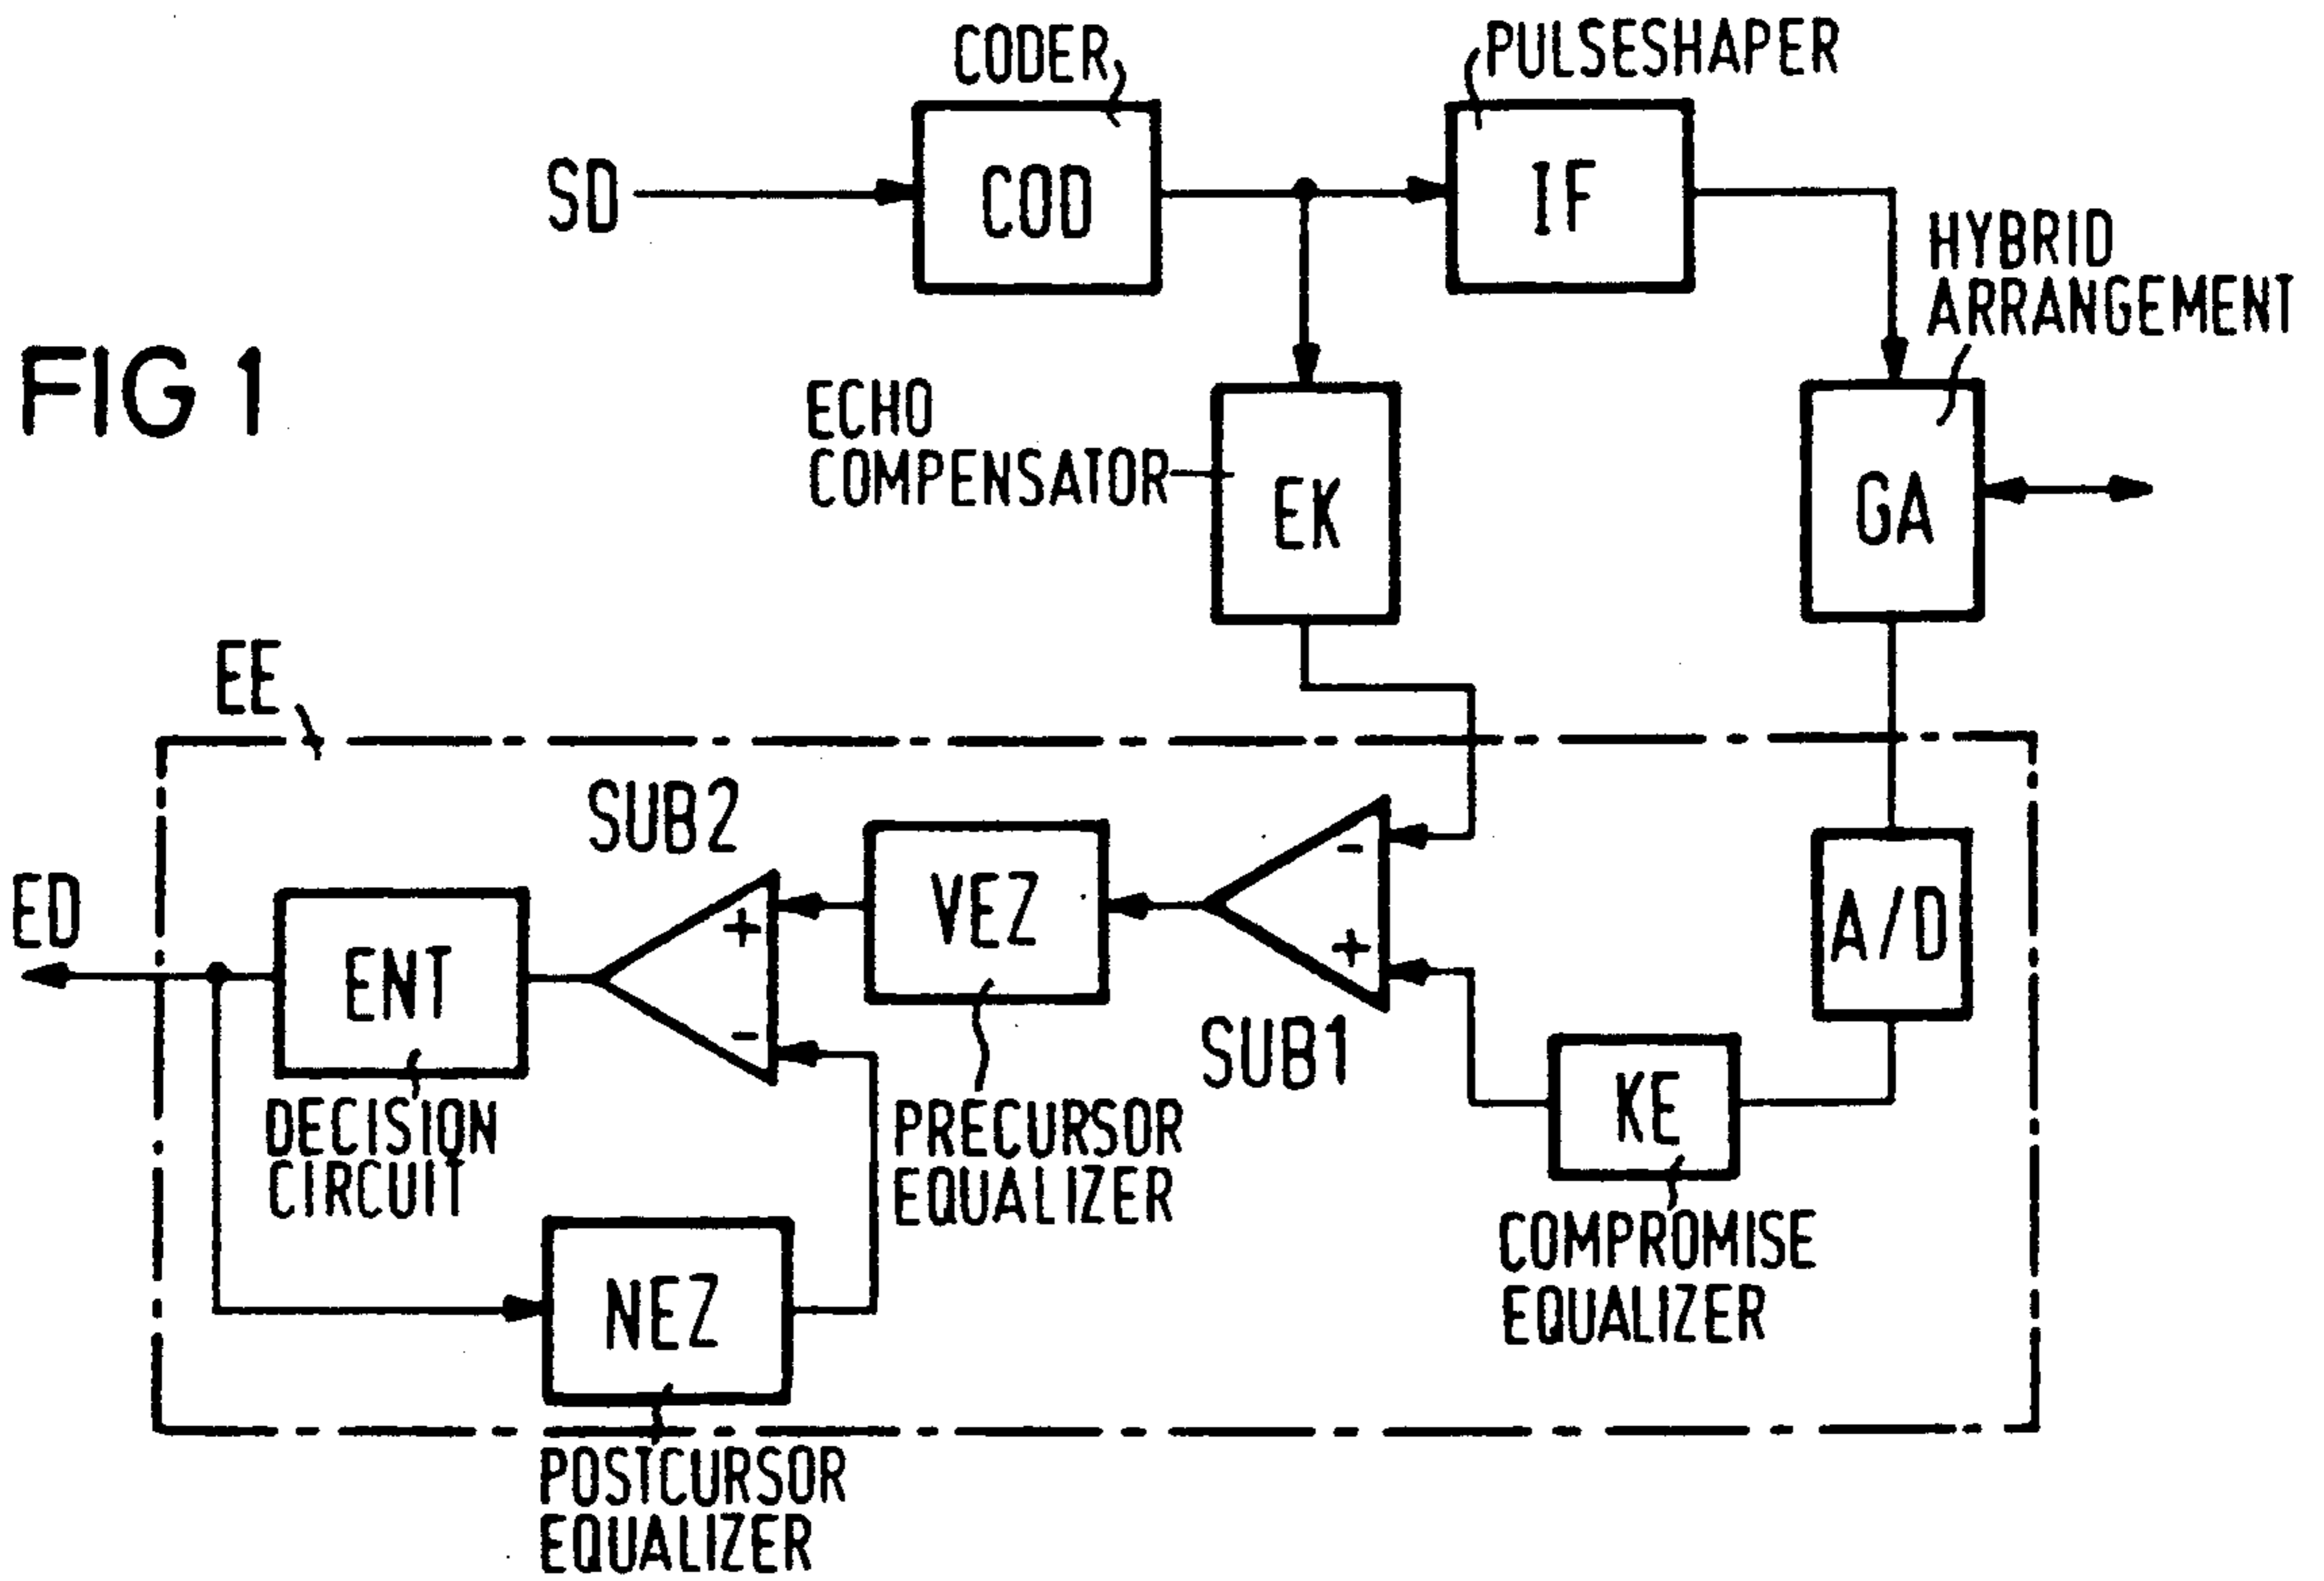 CODER
PULSESHAPER
SD
COD
IF
HYBRID
ARRANGEMENT
FIG 1
ECHO
COMPENSATOR
EK
GA
EE
SUB2
-
VEZ
A/D
ED
+
ENT
+
-
SUB1
KE
DECISION
CIRCUIT
PRECURSOR
EQUALIZER
COMPROMISE
EQUALIZER
NEZ
POSTCURSOR
EQUALIZER